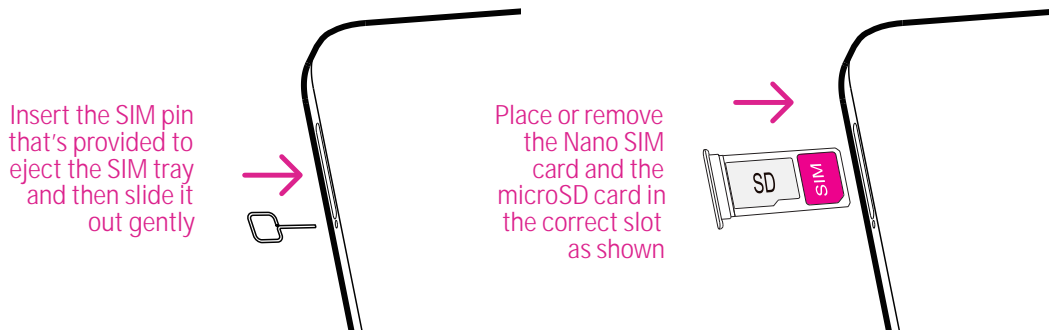 Insert the SIM pin
that's provided to
eject the SIM tray
and then slide it
out gently
Place or remove
the Nano SIM
card and the
microSD card in
the correct slot
as shown
SD
SIM